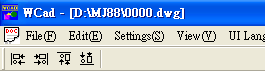 WCad - [D:\MJ88\0000.dwg]
File(F) Edit(E) Settings(S) View(V) UI Lang